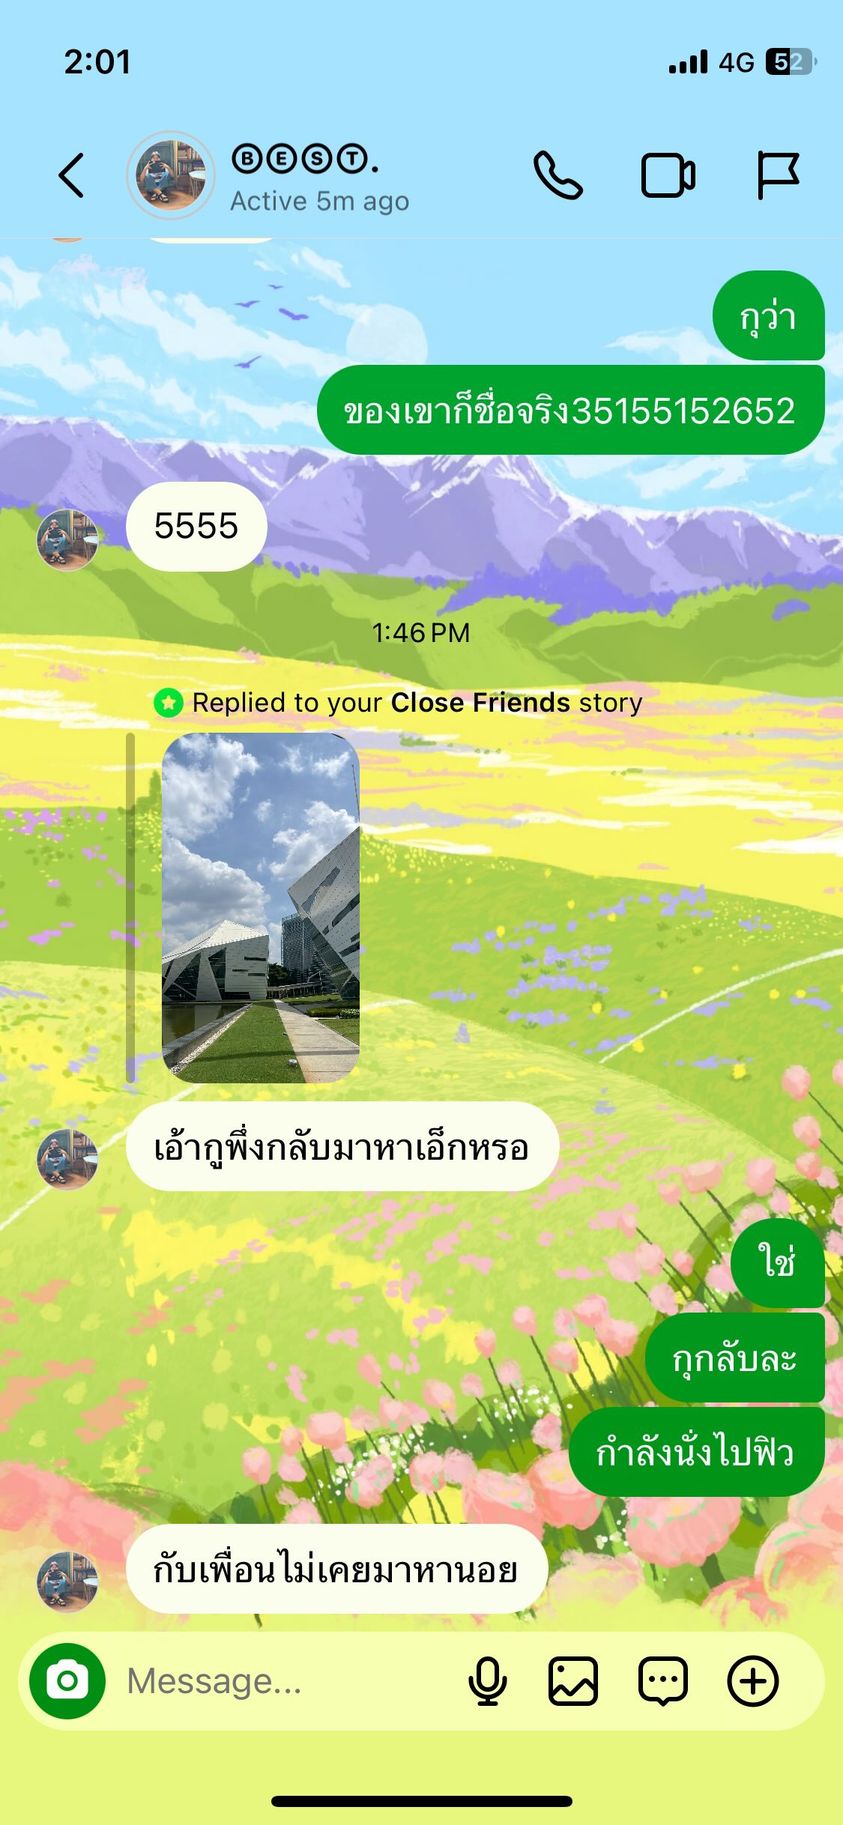 2:01
4G 52
ⒷⒺⓈⓉ.
Active 5m ago
กุว่า
ของเขาก็ชื่อจริง35155152652
5555
1:46 PM
Replied to your Close Friends story
เอ้ากูพึ่งกลับมาหาเอ็กหรอ
ใช่
กุกลับละ
กำลังนั่งไปฟิว
กับเพื่อนไม่เคยมาหานอย
Message...